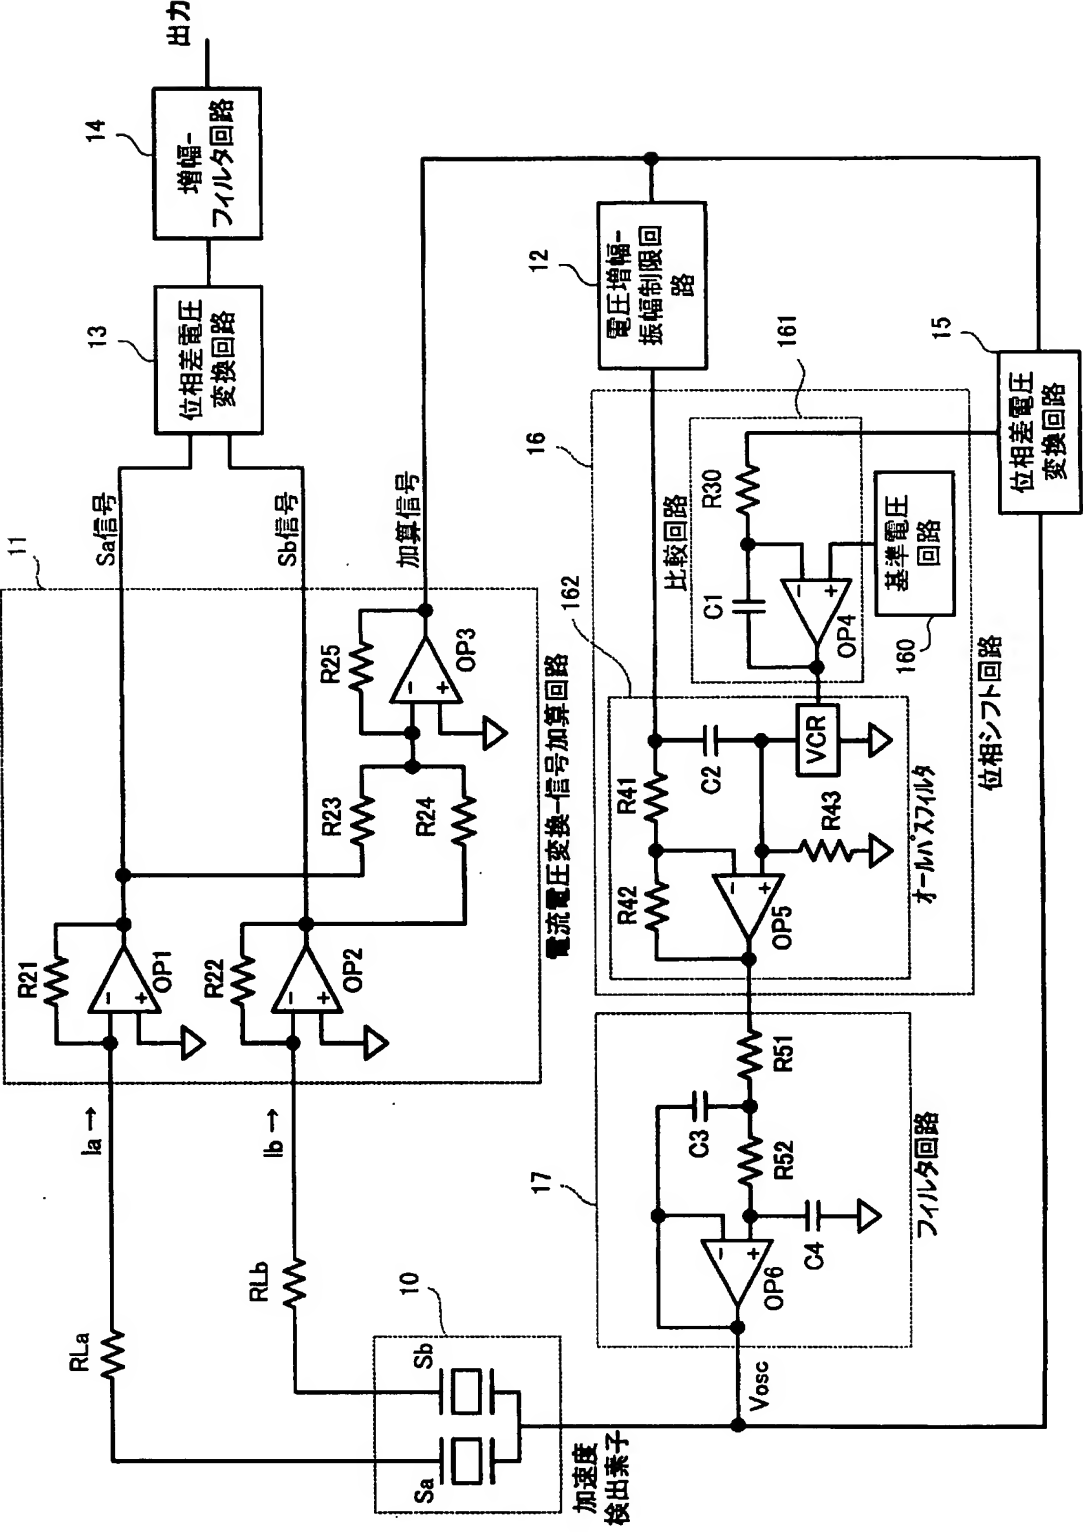 11
Ia →
RLa
R21
OP1
Sa信号
Ib →
RLb
R22
OP2
Sb信号
R23
R24
R25
OP3
加算信号
電流電圧変換-信号加算回路
13
位相差電圧
変換回路
14
増幅-
フィルタ回路
出力
10
Sa
Sb
加速度
検出素子
Vosc
17
C3
R51
R52
OP6
C4
フィルタ回路
16
162
R41
R42
C2
OP5
R43
VCR
オールパスフィルタ
161
比較回路
R30
C1
OP4
160
基準電圧
回路
位相シフト回路
12
電圧増幅-
振幅制限回
路
15
位相差電圧
変換回路
-
+
-
+
-
+
-
+
-
+
-
+